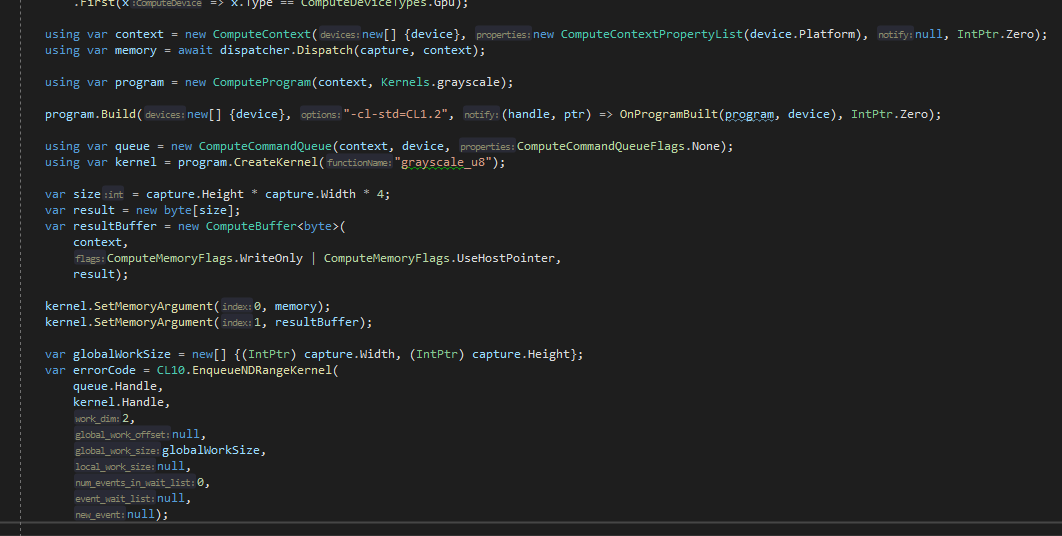 .First(x :ComputeDevice => x.Type == ComputeDeviceTypes.Gpu);
using var context = new ComputeContext( devices: new[] {device}, properties: new ComputeContextPropertyList(device.Platform), notify: null, IntPtr.Zero);
using var memory = await dispatcher.Dispatch(capture, context);
using var program = new ComputeProgram(context, Kernels.grayscale);
program.Build( devices: new[] {device}, options: "-cl-std=CL1.2", notify: (handle, ptr) => OnProgramBuilt(program, device), IntPtr.Zero);
using var queue = new ComputeCommandQueue(context, device, properties: ComputeCommandQueueFlags.None);
using var kernel = program.CreateKernel( functionName: "grayscale_u8");
var size :int = capture.Height * capture.Width * 4;
var result = new byte[size];
var resultBuffer = new ComputeBuffer<byte>(
context,
flags: ComputeMemoryFlags.WriteOnly | ComputeMemoryFlags.UseHostPointer,
result);
kernel.SetMemoryArgument( index: 0, memory);
kernel.SetMemoryArgument( index: 1, resultBuffer);
var globalWorkSize = new[] {(IntPtr) capture.Width, (IntPtr) capture.Height};
var errorCode = CL10.EnqueueNDRangeKernel(
queue.Handle,
kernel.Handle,
work_dim: 2,
global_work_offset: null,
global_work_size: globalWorkSize,
local_work_size: null,
num_events_in_wait_list: 0,
event_wait_list: null,
new_event: null);